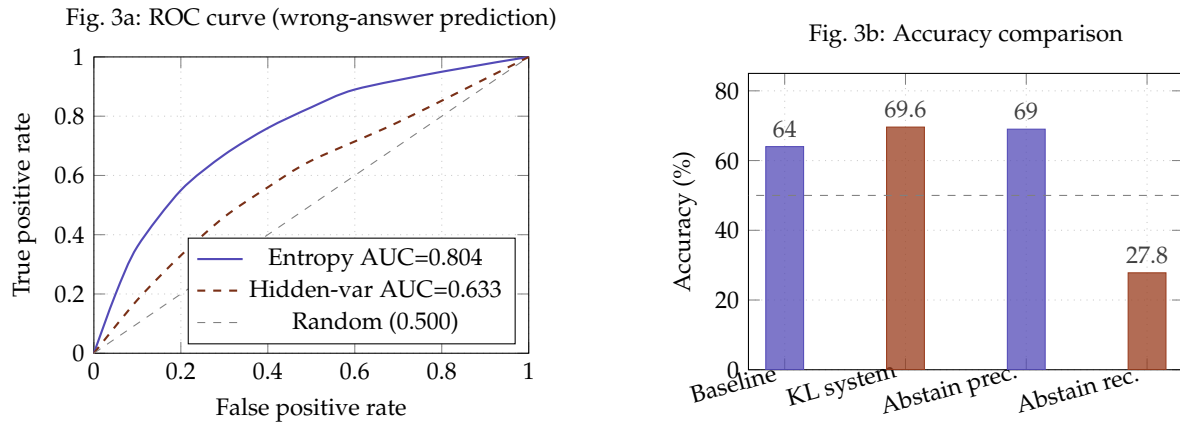 Fig. 3a: ROC curve (wrong-answer prediction)
1
0.8
0.6
0.4
0.2
0
True positive rate
Entropy AUC=0.804
Hidden-var AUC=0.633
Random (0.500)
0 0.2 0.4 0.6 0.8 1
False positive rate
Fig. 3b: Accuracy comparison
80
60
40
20
0
Accuracy (%)
64
69.6
69
27.8
Baseline
KL system
Abstain prec.
Abstain rec.